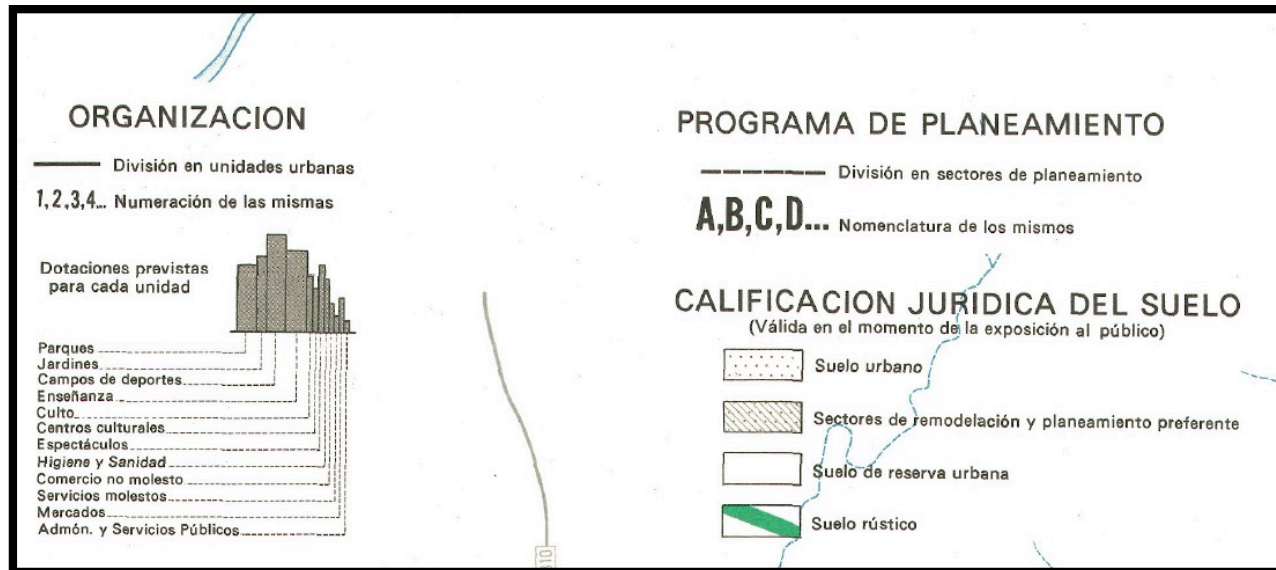 ORGANIZACION
División en unidades urbanas
1,2,3,4... Numeración de las mismas
Dotaciones previstas
para cada unidad
Parques
Jardines
Campos de deportes
Enseñanza
Culto
Centros culturales
Espectáculos
Higiene y Sanidad
Comercio no molesto
Servicios molestos
Mercados
Admón. y Servicios Públicos
310
PROGRAMA DE PLANEAMIENTO
División en sectores de planeamiento
A,B,C,D... Nomenclatura de los mismos
CALIFICACION JURIDICA DEL SUELO
(Válida en el momento de la exposición al público)
Suelo urbano
Sectores de remodelación y planeamiento preferente
Suelo de reserva urbana
Suelo rústico